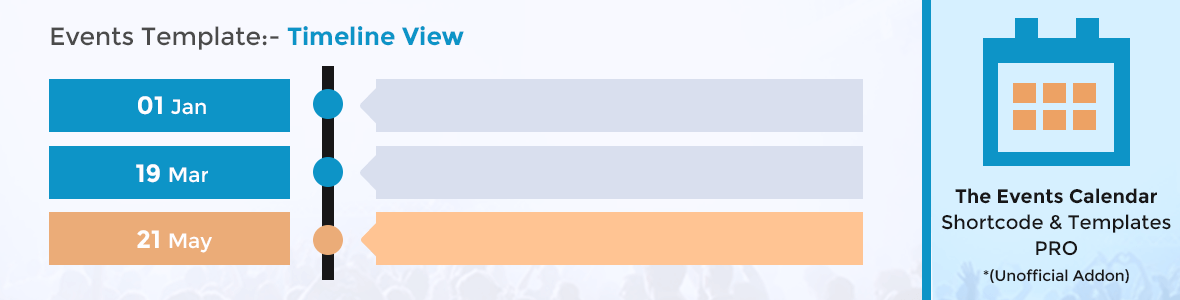 Events Template:- Timeline View
01 Jan
19 Mar
21 May
The Events Calendar
Shortcode & Templates
PRO
*(Unofficial Addon)